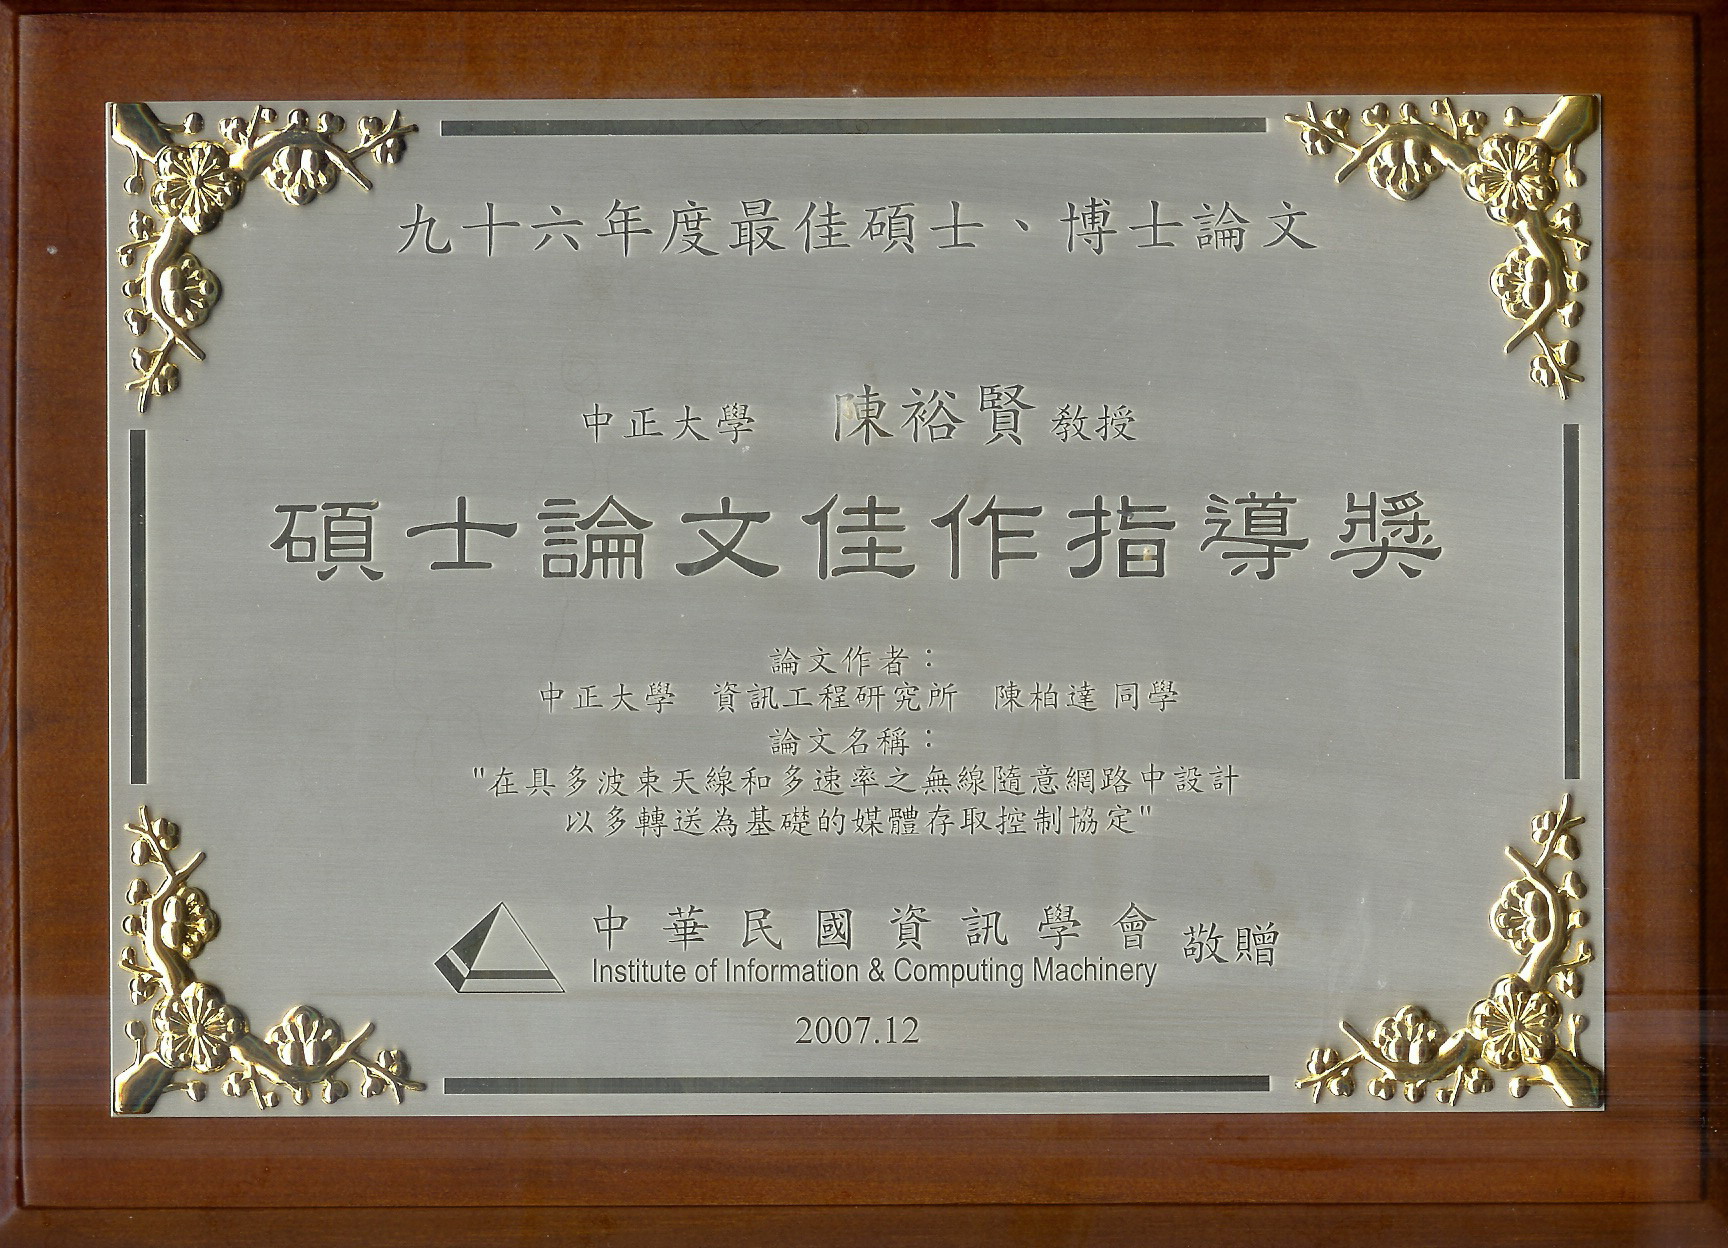 九十六年度最佳碩士、博士論文
中正大學 陳裕賢 教授
碩士論文佳作指導獎
論文作者：
中正大學 資訊工程研究所 陳柏達 同學
論文名稱：
"在具多波束天線和多速率之無線隨意網路中設計
以多轉送為基礎的媒體存取控制協定"
中華民國資訊學會 敬贈
Institute of Information & Computing Machinery
2007.12